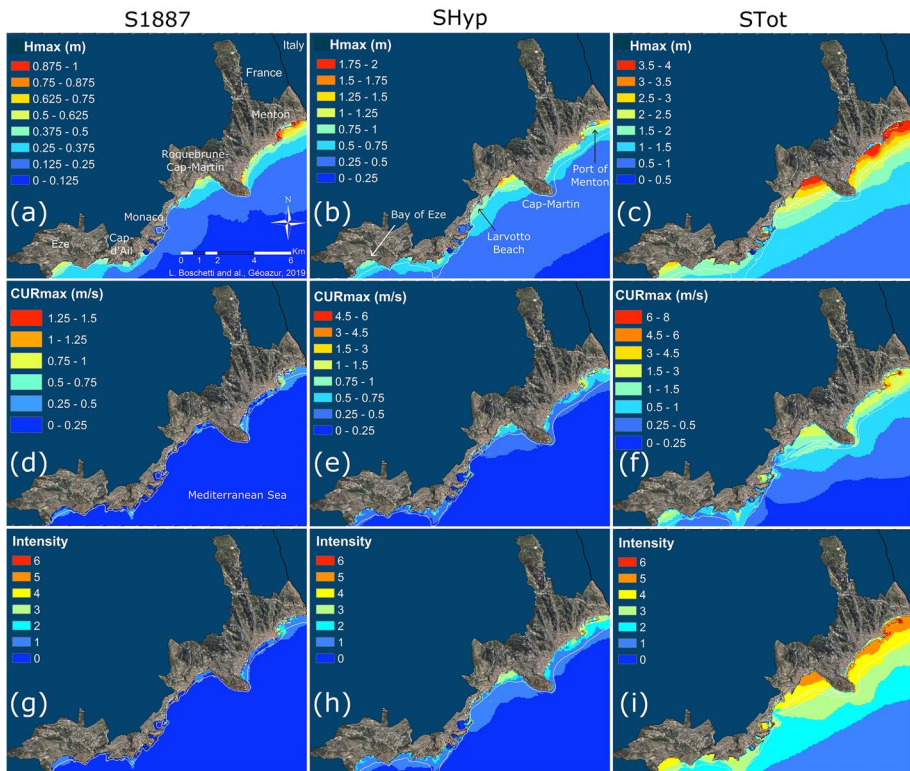 S1887
SHyp
STot
Hmax (m)
0.875 - 1
0.75 - 0.875
0.625 - 0.75
0.5 - 0.625
0.375 - 0.5
0.25 - 0.375
0.125 - 0.25
0 - 0.125
Italy
France
Menton
Roquebrune-
Cap-Martin
Monaco
Cap-
d'Ail
Eze
(a)
N
0 2 4 6
Km
L. Boschetti and al., Géoazur, 2019
Hmax (m)
1.75 - 2
1.5 - 1.75
1.25 - 1.5
1 - 1.25
0.75 - 1
0.5 - 0.75
0.25 - 0.5
0 - 0.25
Port of
Menton
Cap-Martin
Larvotto
Beach
Bay of Eze
(b)
Hmax (m)
3.5 - 4
3 - 3.5
2.5 - 3
2 - 2.5
1.5 - 2
1 - 1.5
0.5 - 1
0 - 0.5
(c)
CURmax (m/s)
1.25 - 1.5
1 - 1.25
0.75 - 1
0.5 - 0.75
0.25 - 0.5
0 - 0.25
(d)
Mediterranean Sea
CURmax (m/s)
4.5 - 6
3 - 4.5
1.5 - 3
1 - 1.5
0.75 - 1
0.5 - 0.75
0.25 - 0.5
0 - 0.25
(e)
CURmax (m/s)
6 - 8
4.5 - 6
3 - 4.5
1.5 - 3
1 - 1.5
0.5 - 1
0.25 - 0.5
0 - 0.25
(f)
Intensity
6
5
4
3
2
1
0
(g)
Intensity
6
5
4
3
2
1
0
(h)
Intensity
6
5
4
3
2
1
0
(i)